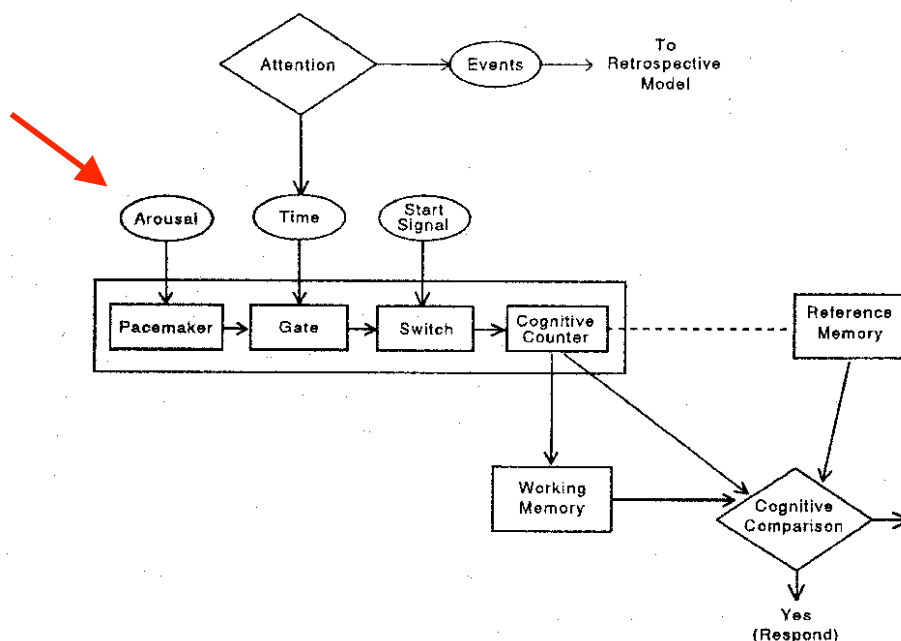 Attention
Events
To
Retrospective
Model
Arousal
Time
Start
Signal
Pacemaker
Gate
Switch
Cognitive
Counter
Reference
Memory
Working
Memory
Cognitive
Comparison
Yes
(Respond)